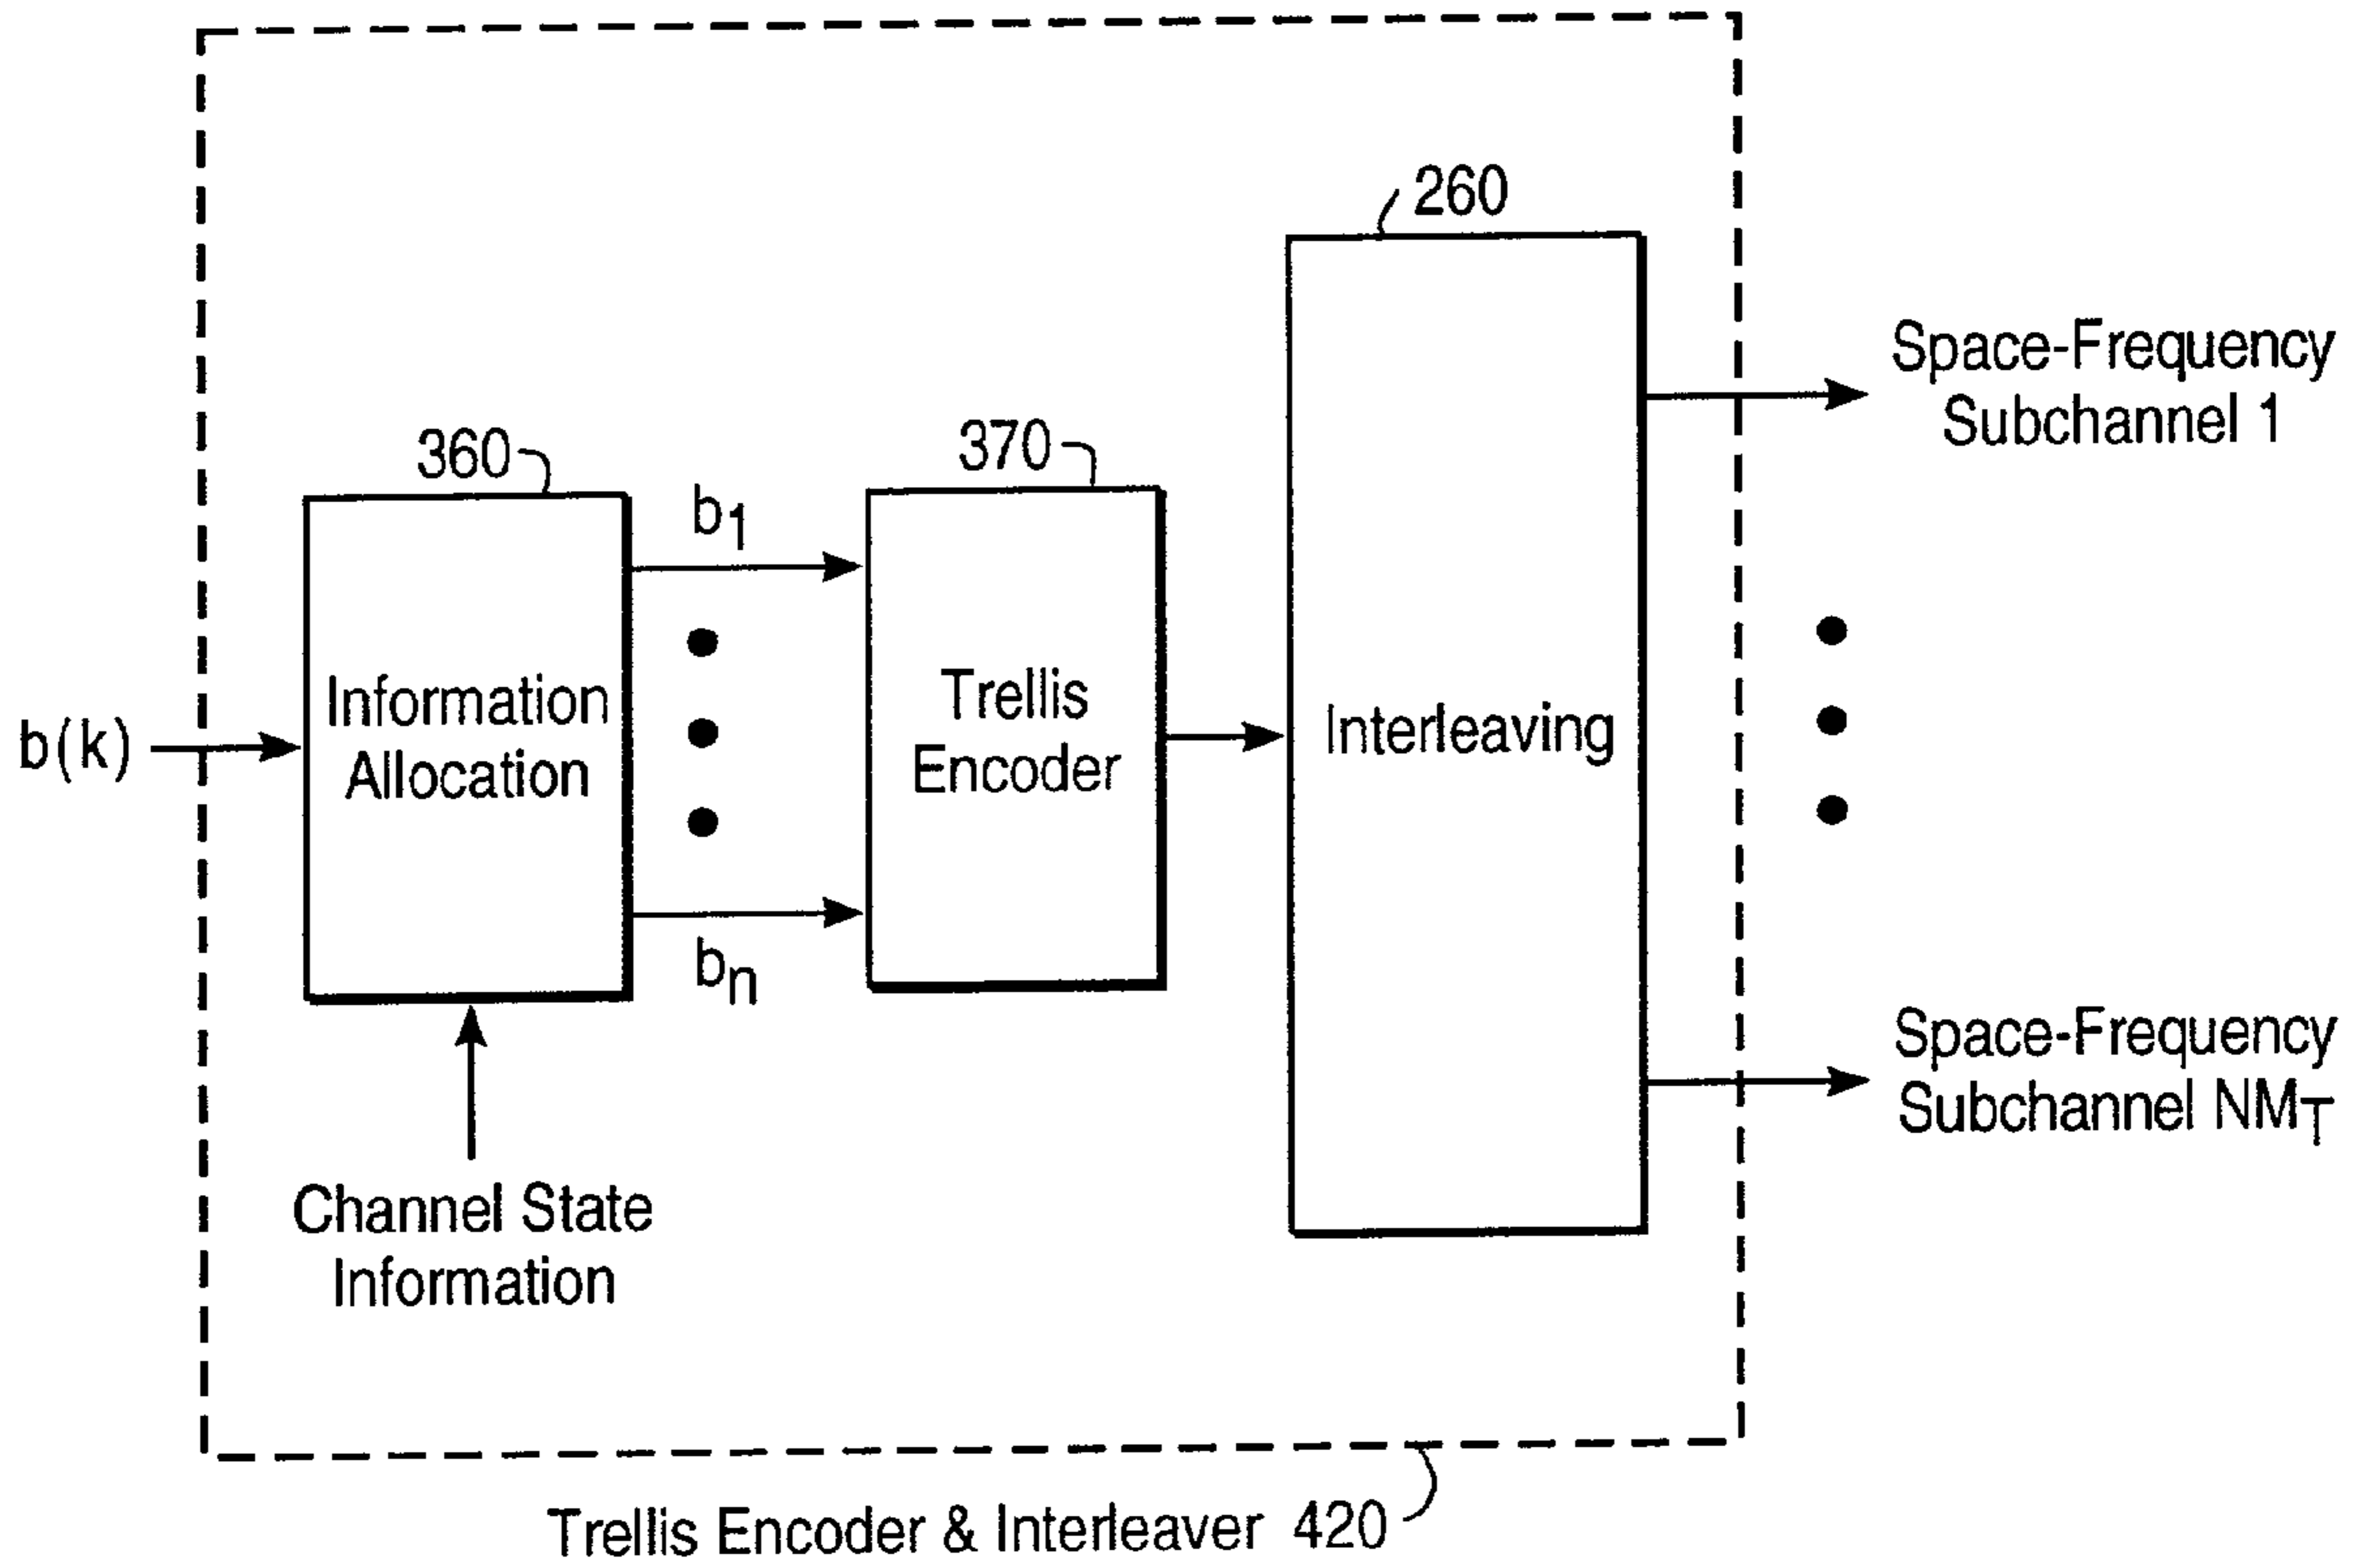 260
Space-Frequency
Subchannel 1
360
370
b1
Information
Allocation
Trellis
Encoder
Interleaving
b(k)
bn
Space-Frequency
Subchannel NMT
Channel State
Information
Trellis Encoder & Interleaver 420